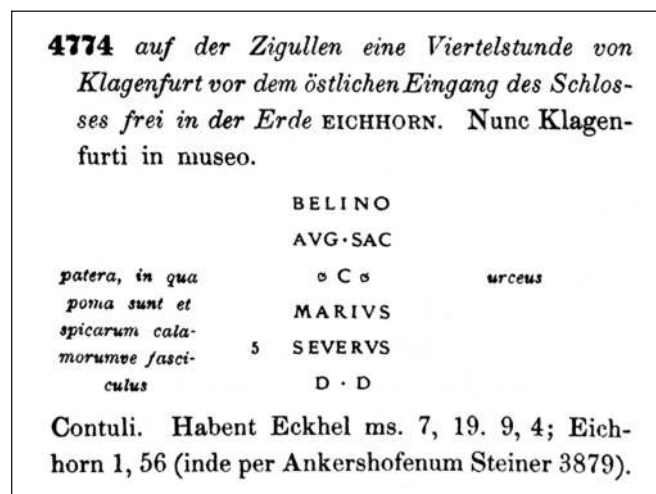 4774 auf der Zigullen eine Viertelstunde von
Klagenfurt vor dem östlichen Eingang des Schlos-
ses frei in der Erde EICHHORN. Nunc Klagen-
furti in museo.
BELINO
AVG·SAC
ø C ø
MARIVS
5 SEVERVS
D · D
patera, in qua
poma sunt et
spicarum cala-
morumve fasci-
culus
urceus
Contuli. Habent Eckhel ms. 7, 19. 9, 4; Eich-
horn 1, 56 (inde per Ankershofenum Steiner 3879).